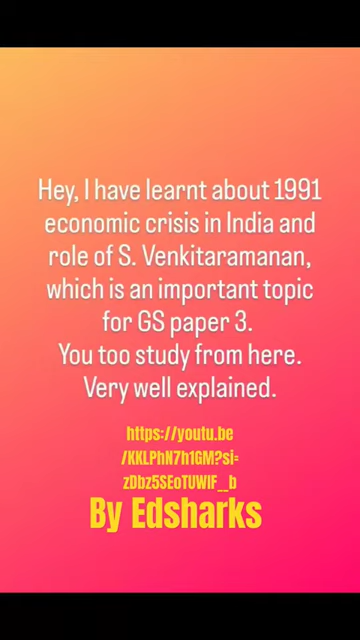 Hey, I have learnt about 1991
economic crisis in India and
role of S. Venkitaramanan,
which is an important topic
for GS paper 3.
You too study from here.
Very well explained.
https://youtu.be
/KKLPhN7h1GM?si=
zDbz5SEoTUWIF__b
By Edsharks